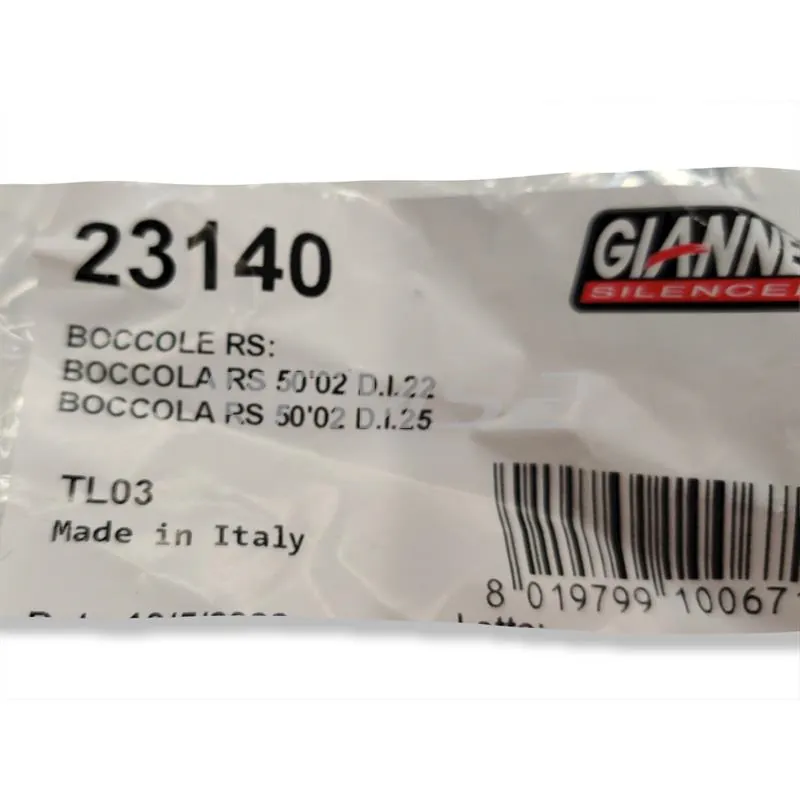 23140
GIANNE
SILENCE
BOCCOLE RS:
BOCCOLA RS 50'02 D.I.22
BOCCOLA RS 50'02 D.I.25
TL03
Made in Italy
8 019799 10067